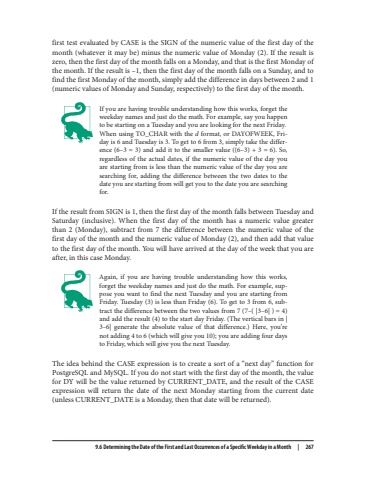 first test evaluated by CASE is the SIGN of the numeric value of the first day of the
month (whatever it may be) minus the numeric value of Monday (2). If the result is
zero, then the first day of the month falls on a Monday, and that is the first Monday of
the month. If the result is –1, then the first day of the month falls on a Sunday, and to
find the first Monday of the month, simply add the difference in days between 2 and 1
(numeric values of Monday and Sunday, respectively) to the first day of the month.
If you are having trouble understanding how this works, forget the
weekday names and just do the math. For example, say you happen
to be starting on a Tuesday and you are looking for the next Friday.
When using TO_CHAR with the d format, or DAYOFWEEK, Fri-
day is 6 and Tuesday is 3. To get to 6 from 3, simply take the differ-
ence (6–3 = 3) and add it to the smaller value ((6–3) + 3 = 6). So,
regardless of the actual dates, if the numeric value of the day you
are starting from is less than the numeric value of the day you are
searching for, adding the difference between the two dates to the
date you are starting from will get you to the date you are searching
for.
If the result from SIGN is 1, then the first day of the month falls between Tuesday and
Saturday (inclusive). When the first day of the month has a numeric value greater
than 2 (Monday), subtract from 7 the difference between the numeric value of the
first day of the month and the numeric value of Monday (2), and then add that value
to the first day of the month. You will have arrived at the day of the week that you are
after, in this case Monday.
Again, if you are having trouble understanding how this works,
forget the weekday names and just do the math. For example, sup-
pose you want to find the next Tuesday and you are starting from
Friday. Tuesday (3) is less than Friday (6). To get to 3 from 6, sub-
tract the difference between the two values from 7 (7–( |3–6| ) = 4)
and add the result (4) to the start day Friday. (The vertical bars in |
3–6| generate the absolute value of that difference.) Here, you’re
not adding 4 to 6 (which will give you 10); you are adding four days
to Friday, which will give you the next Tuesday.
The idea behind the CASE expression is to create a sort of a “next day” function for
PostgreSQL and MySQL. If you do not start with the first day of the month, the value
for DY will be the value returned by CURRENT_DATE, and the result of the CASE
expression will return the date of the next Monday starting from the current date
(unless CURRENT_DATE is a Monday, then that date will be returned).
9.6 Determining the Date of the First and Last Occurrences of a Specific Weekday in a Month | 267